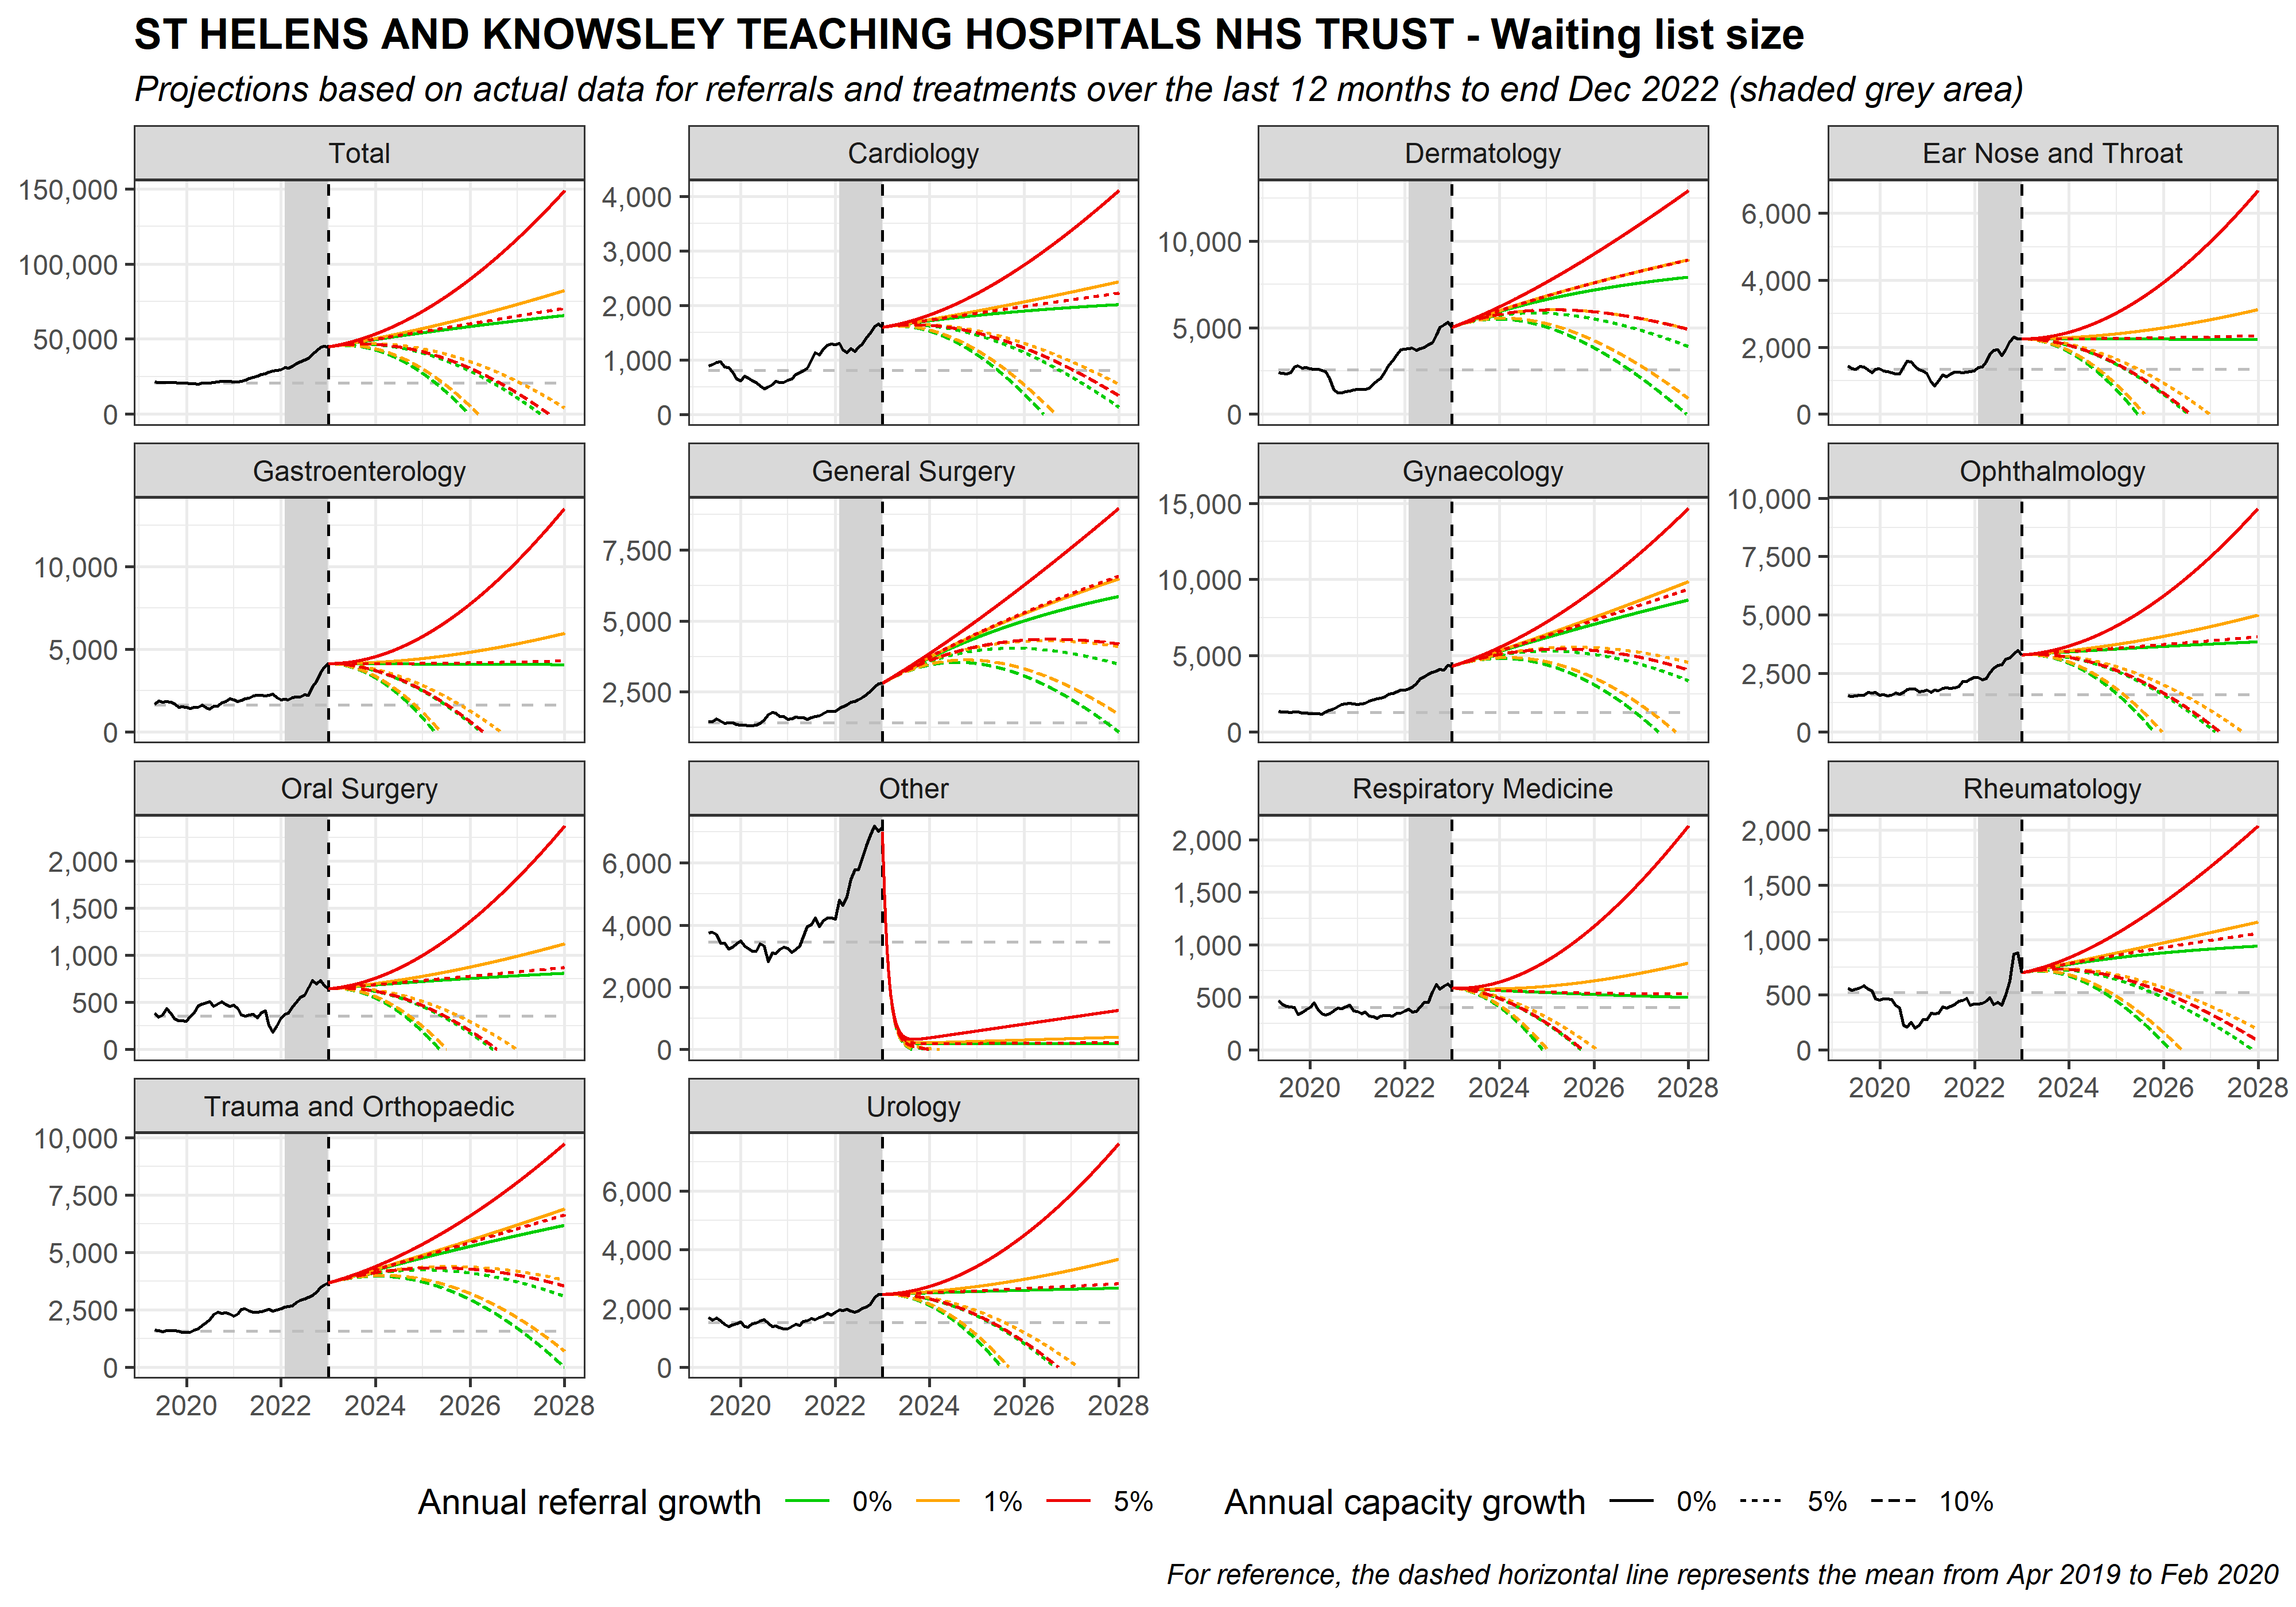 ST HELENS AND KNOWSLEY TEACHING HOSPITALS NHS TRUST - Waiting list size
Projections based on actual data for referrals and treatments over the last 12 months to end Dec 2022 (shaded grey area)
Total
150,000
100,000
50,000
0
Cardiology
4,000
3,000
2,000
1,000
0
Dermatology
10,000
5,000
0
Ear Nose and Throat
6,000
4,000
2,000
0
Gastroenterology
10,000
5,000
0
General Surgery
7,500
5,000
2,500
Gynaecology
15,000
10,000
5,000
0
Ophthalmology
10,000
7,500
5,000
2,500
0
Oral Surgery
2,000
1,500
1,000
500
0
Other
6,000
4,000
2,000
0
Respiratory Medicine
2,000
1,500
1,000
500
0
2020 2022 2024 2026 2028
Rheumatology
2,000
1,500
1,000
500
0
2020 2022 2024 2026 2028
Trauma and Orthopaedic
10,000
7,500
5,000
2,500
0
2020 2022 2024 2026 2028
Urology
6,000
4,000
2,000
0
2020 2022 2024 2026 2028
Annual referral growth 0% 1% 5% Annual capacity growth 0% 5% 10%
For reference, the dashed horizontal line represents the mean from Apr 2019 to Feb 2020